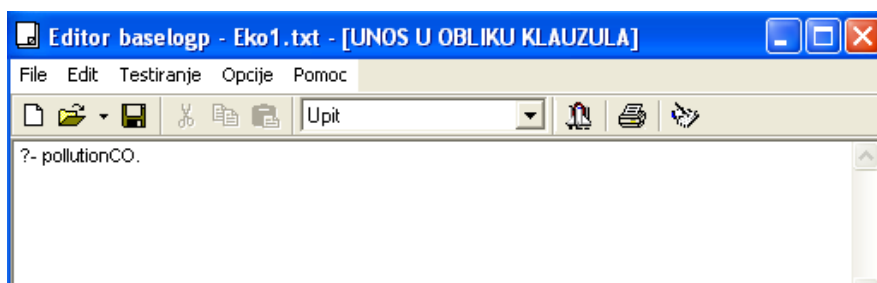 Editor baselogp - Eko1.txt - [UNOS U OBLIKU KLAUZULA]
File Edit Testiranje Opcije Pomoc
Upit
?- pollutionCO.